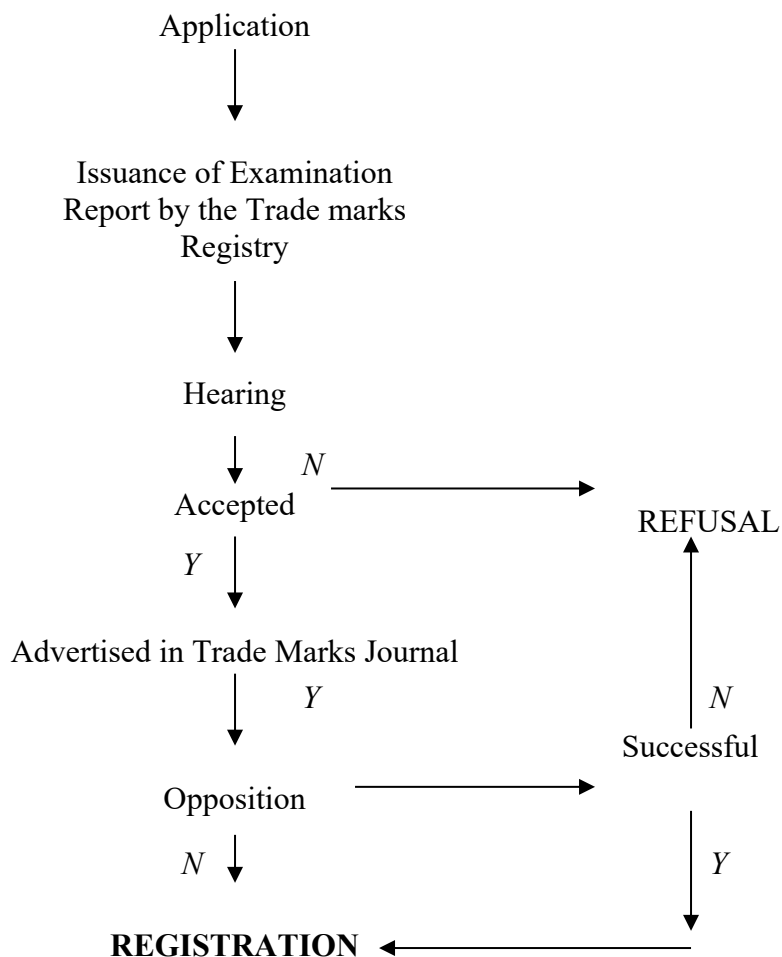 Application
Issuance of Examination
Report by the Trade marks
Registry
Hearing
N
Accepted
REFUSAL
Y
Advertised in Trade Marks Journal
Y
N
Successful
Opposition
N
Y
REGISTRATION